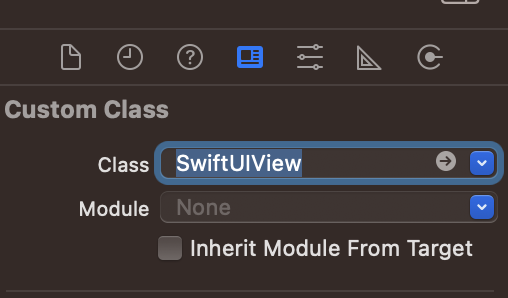 Custom Class
Class SwiftUIView
Module None
Inherit Module From Target